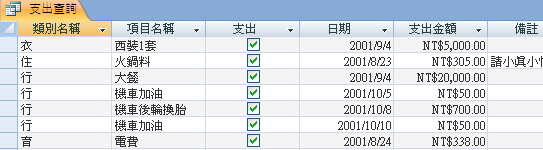 支出查詢
類別名稱 項目名稱 支出 日期 支出金額 備註
衣 西裝1套 2001/9/4 NT$5,000.00
住 火鍋料 2001/8/23 NT$305.00 諸小真小
行 大餐 2001/9/4 NT$20,000.00
行 機車加油 2001/10/5 NT$50.00
行 機車後輪換胎 2001/10/8 NT$700.00
行 機車加油 2001/10/10 NT$50.00
育 電費 2001/8/24 NT$338.00